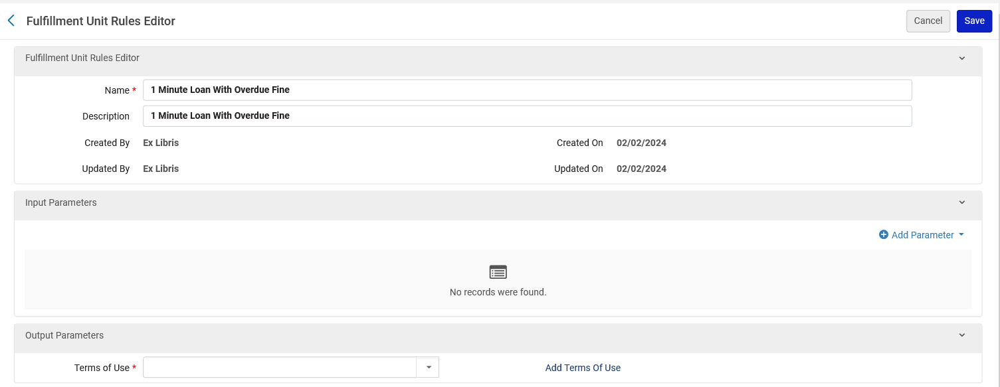 Fulfillment Unit Rules Editor
Cancel
Save
Fulfillment Unit Rules Editor
Name * 1 Minute Loan With Overdue Fine
Description 1 Minute Loan With Overdue Fine
Created By Ex Libris Created On 02/02/2024
Updated By Ex Libris Updated On 02/02/2024
Input Parameters
Add Parameter
No records were found.
Output Parameters
Terms of Use * Add Terms Of Use